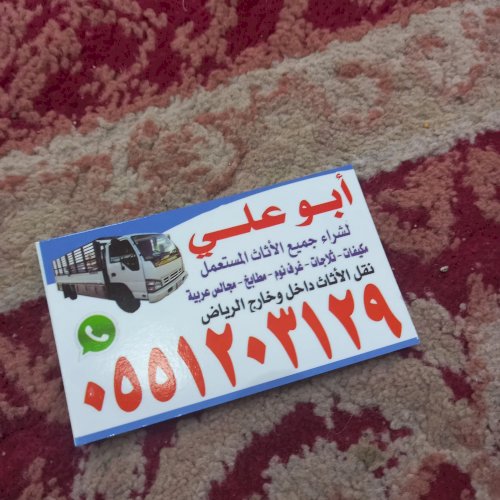 أبو علي
لشراء جميع الأثاث المستعمل
مكيفات - ثلاجات - غرف نوم - مطابخ - مجالس عربية
نقل الأثاث داخل وخارج الرياض
٠٥٥١٢٠٣١٢٩